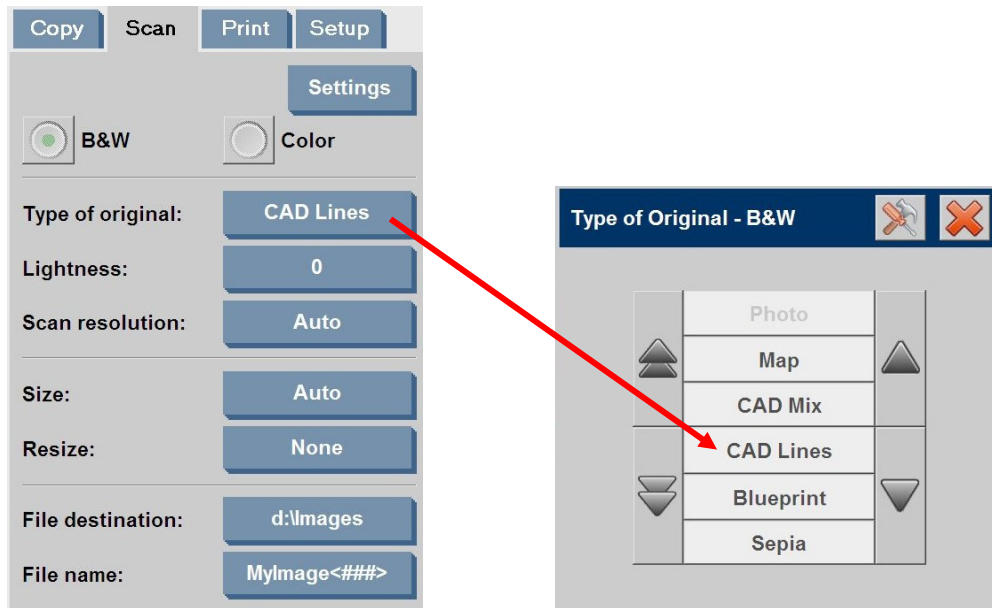 Copy Scan Print Setup
Settings
B&W Color
Type of original: CAD Lines
Lightness: 0
Scan resolution: Auto
Size: Auto
Resize: None
File destination: d:\Images
File name: MyImage<###>
Type of Original - B&W
Photo
Map
CAD Mix
CAD Lines
Blueprint
Sepia